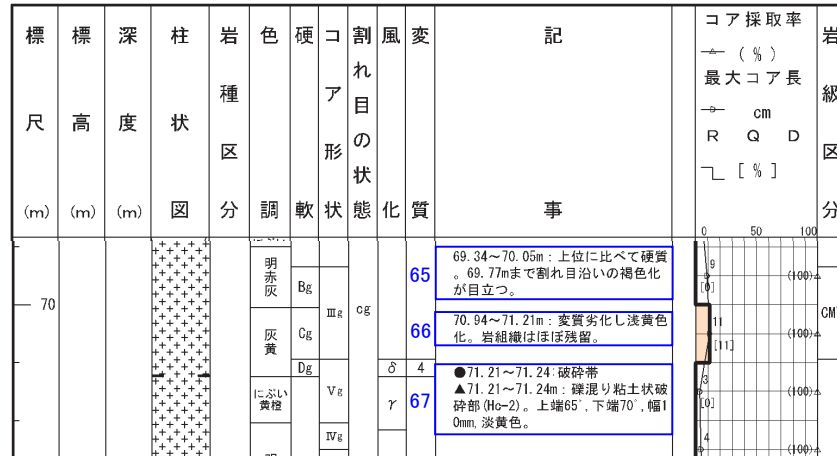 標尺(m)
標高(m)
深度(m)
柱状図
岩種区分
色調
硬軟
コア形状
割れ目の状態
風化
変質
記事
コア採取率
(%)
最大コア長
cm
R Q D
[%]
岩級区分
0 50 100
70
明赤灰
灰黄
にぶい
黄橙
Bg
Cg
Dg
Ⅲg
Ⅴg
Ⅳg
cg
δ
γ
4
65
69.34～70.05m:上位に比べて硬質
。69.77mまで割れ目沿いの褐色化
が目立つ。
66
70.94～71.21m:変質劣化し浅黄色
化。岩組織はほぼ残留。
67
●71.21～71.24:破砕帯
▲71.21～71.24m:礫混り粘土状破
砕部(Hc-2)。上端65゜,下端70゜,幅1
0mm,淡黄色。
9
[0]
(100)
11
[11]
(100)
3
[0]
(100)
4
(100)
CM